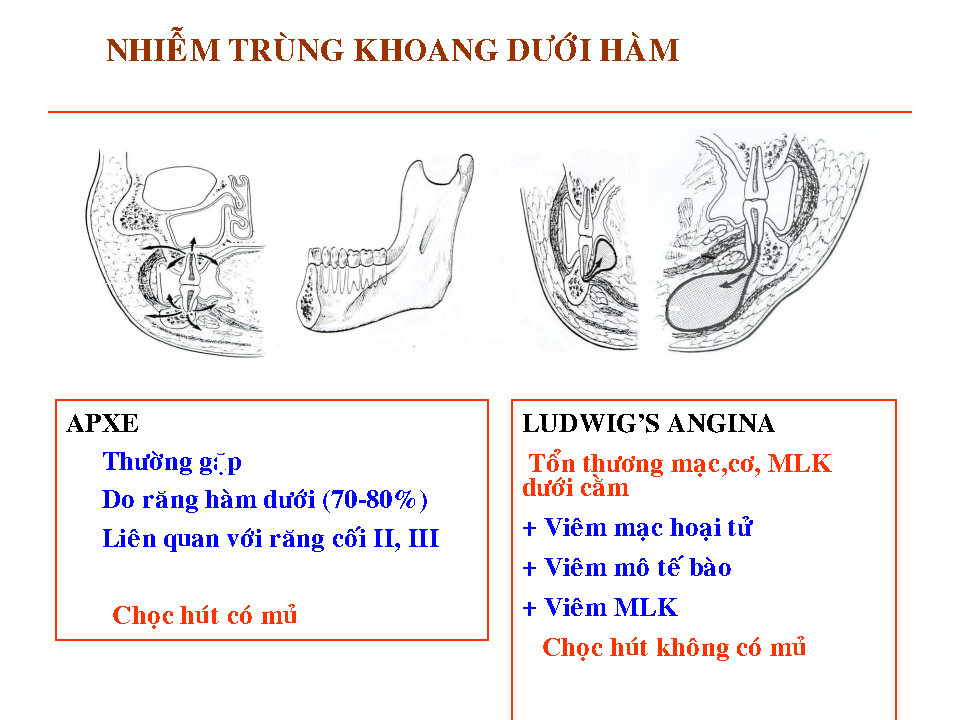 NHIỄM TRÙNG KHOANG DƯỚI HÀM
APXE
Thường gặp
Do răng hàm dưới (70-80%)
Liên quan với răng cối II, III
Chọc hút có mủ
LUDWIG’S ANGINA
Tổn thương mạc,cơ, MLK
dưới cằm
+ Viêm mạc hoại tử
+ Viêm mô tế bào
+ Viêm MLK
Chọc hút không có mủ